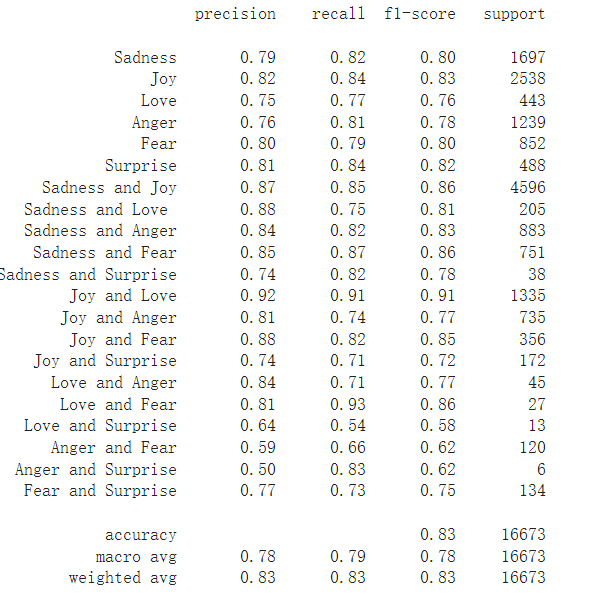 precision recall f1-score support
Sadness 0.79 0.82 0.80 1697
Joy 0.82 0.84 0.83 2538
Love 0.75 0.77 0.76 443
Anger 0.76 0.81 0.78 1239
Fear 0.80 0.79 0.80 852
Surprise 0.81 0.84 0.82 488
Sadness and Joy 0.87 0.85 0.86 4596
Sadness and Love 0.88 0.75 0.81 205
Sadness and Anger 0.84 0.82 0.83 883
Sadness and Fear 0.85 0.87 0.86 751
Sadness and Surprise 0.74 0.82 0.78 38
Joy and Love 0.92 0.91 0.91 1335
Joy and Anger 0.81 0.74 0.77 735
Joy and Fear 0.88 0.82 0.85 356
Joy and Surprise 0.74 0.71 0.72 172
Love and Anger 0.84 0.71 0.77 45
Love and Fear 0.81 0.93 0.86 27
Love and Surprise 0.64 0.54 0.58 13
Anger and Fear 0.59 0.66 0.62 120
Anger and Surprise 0.50 0.83 0.62 6
Fear and Surprise 0.77 0.73 0.75 134
accuracy 0.83 16673
macro avg 0.78 0.79 0.78 16673
weighted avg 0.83 0.83 0.83 16673